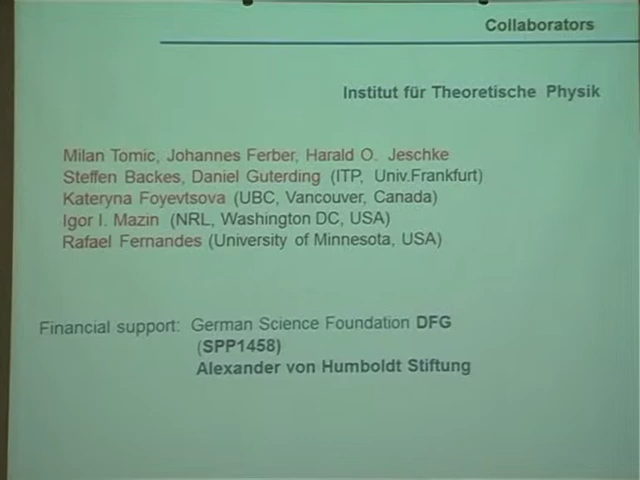 Collaborators
Institut für Theoretische Physik
Milan Tomic, Johannes Ferber, Harald O. Jeschke
Steffen Backes, Daniel Guterding (ITP, Univ.Frankfurt)
Kateryna Foyevtsova (UBC, Vancouver, Canada)
Igor I. Mazin (NRL, Washington DC, USA)
Rafael Fernandes (University of Minnesota, USA)
Financial support: German Science Foundation DFG
(SPP1458)
Alexander von Humboldt Stiftung